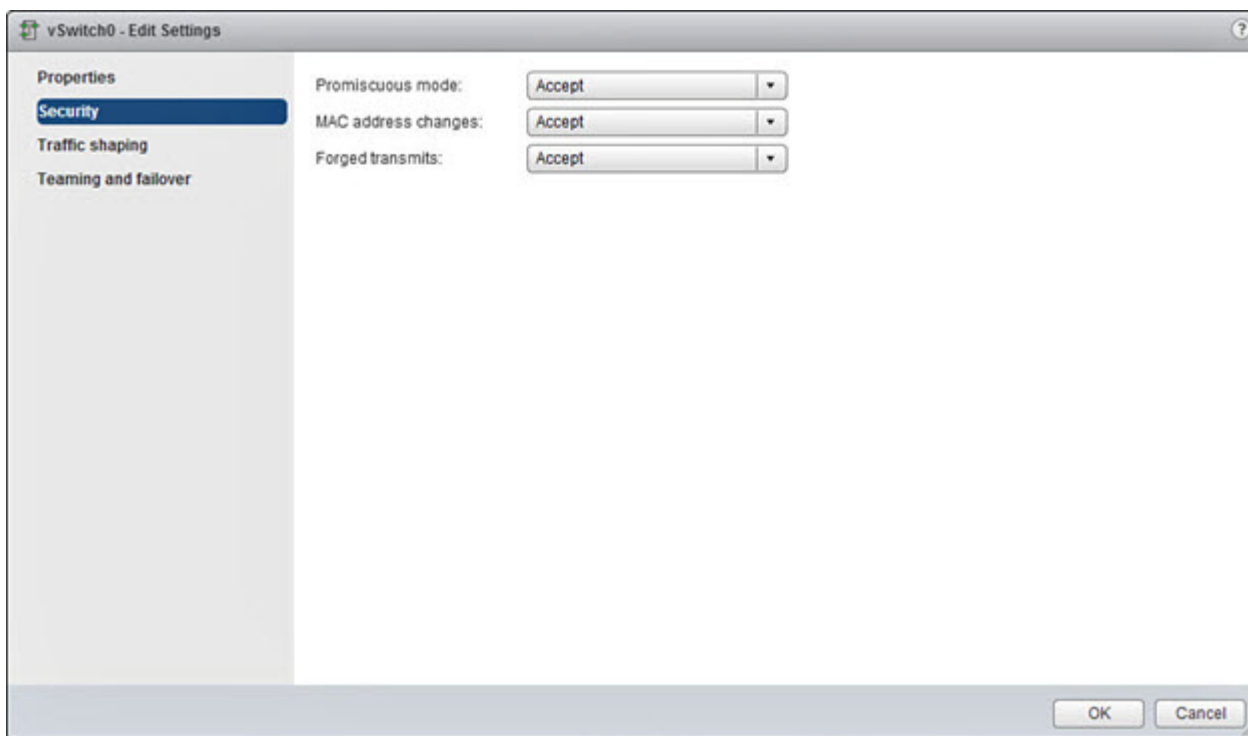 vSwitch0 - Edit Settings
?
Properties
Security
Traffic shaping
Teaming and failover
Promiscuous mode: Accept
MAC address changes: Accept
Forged transmits: Accept
OK Cancel